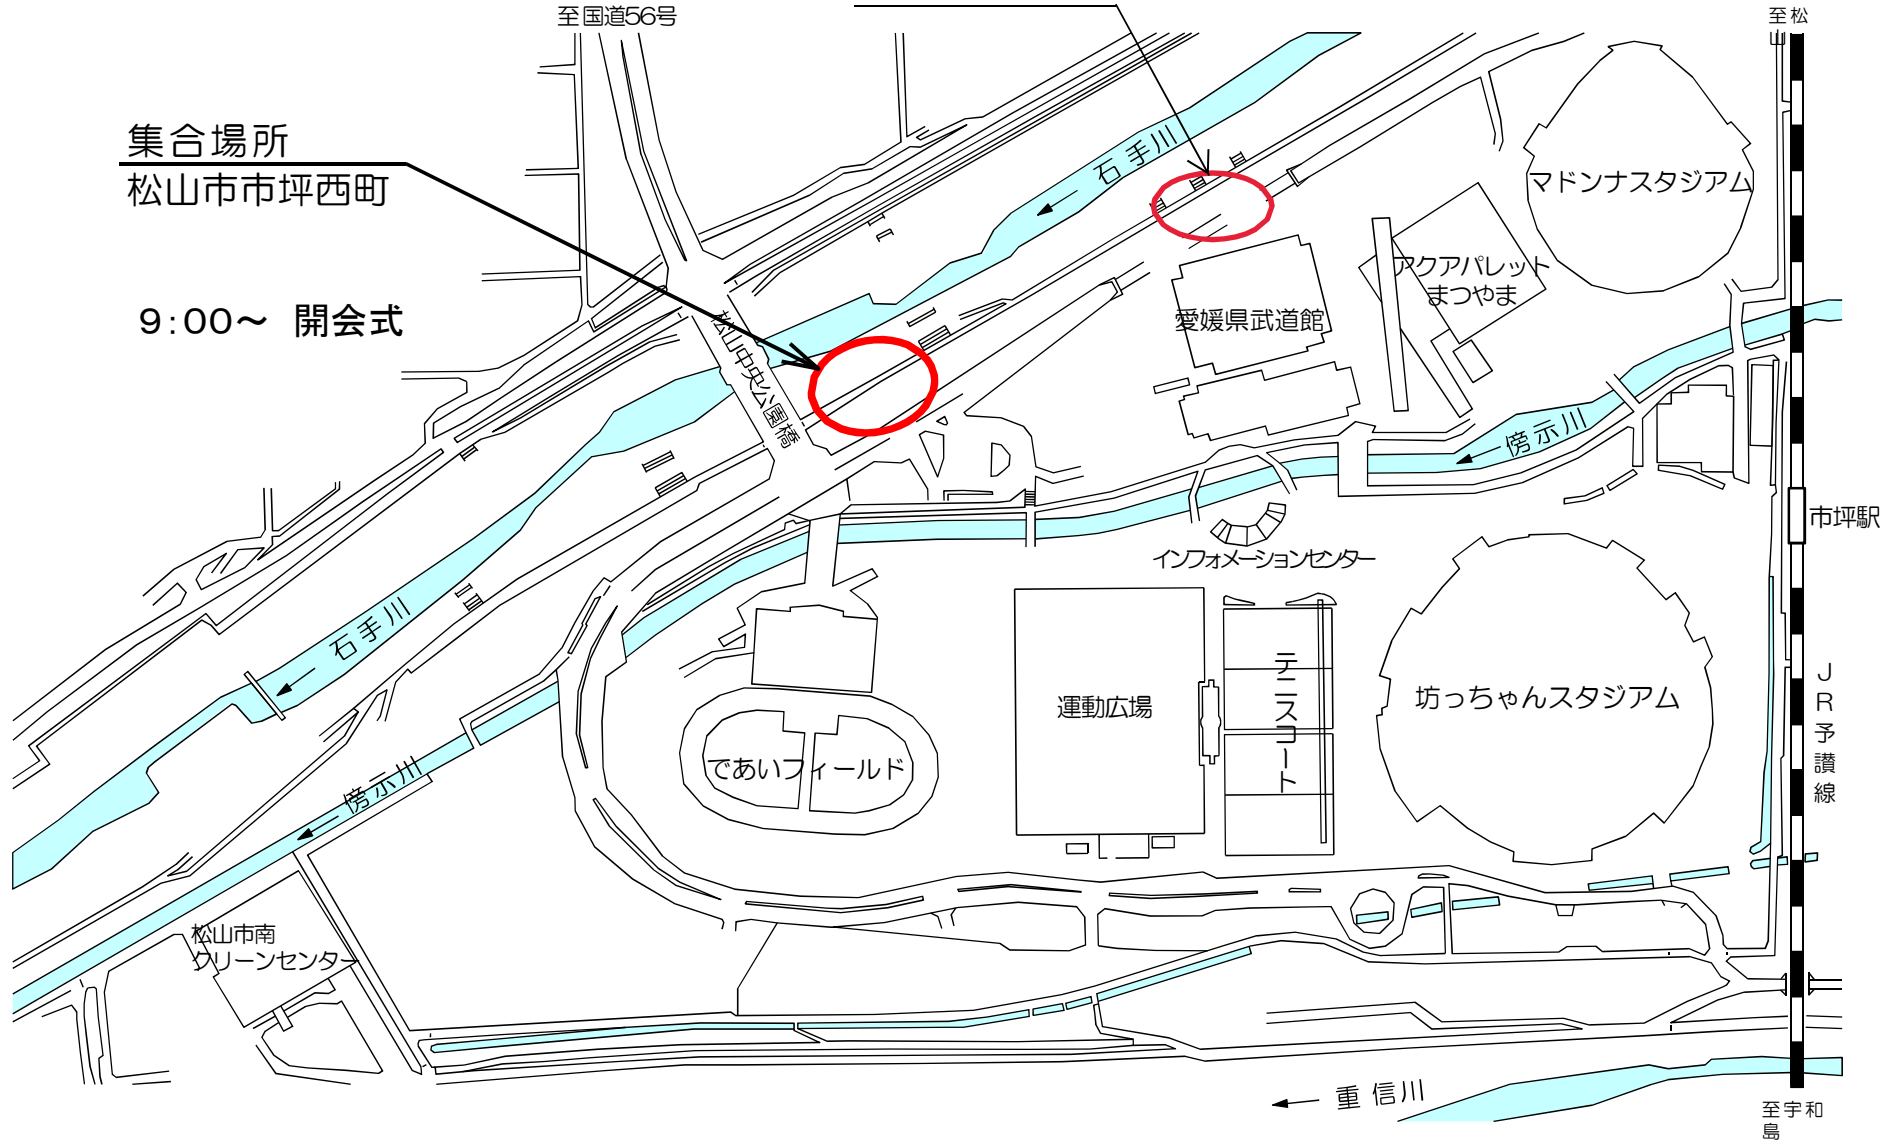 至国道56号
至松
山
集合場所
松山市市坪西町
9:00～ 開会式
石手川
マドンナスタジアム
アクアパレット
まつやま
愛媛県武道館
松山中央公園橋
傍示川
市坪駅
インフォメーションセンター
石手川
テニスコート
運動広場
坊っちゃんスタジアム
JR予讃線
であいフィールド
傍示川
松山市南
クリーンセンター
重信川
至宇和
島